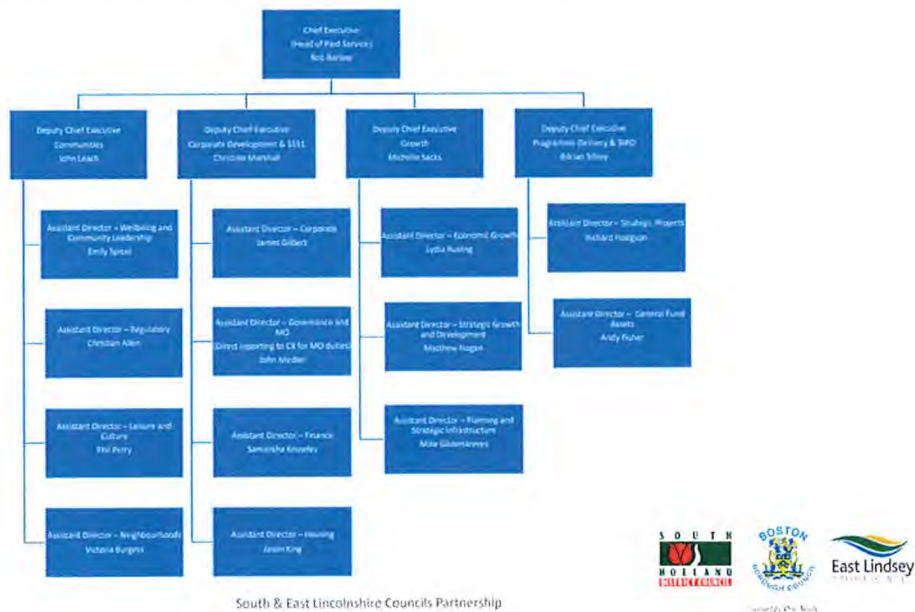 Chief Executive
(Head of Paid Service)
Rob Barlow
Deputy Chief Executive
Communities
John Leach
Deputy Chief Executive
Corporate Development & S151
Christine Marshall
Deputy Chief Executive
Growth
Michelle Sacks
Deputy Chief Executive
Programme Delivery & SIRO
Adrian Sibley
Assistant Director – Wellbeing and
Community Leadership
Emily Spicer
Assistant Director – Regulatory
Christian Allen
Assistant Director – Leisure and
Culture
Phil Perry
Assistant Director – Neighbourhoods
Victoria Burgess
Assistant Director – Corporate
James Gilbert
Assistant Director – Governance and
MO
(Direct reporting to CE for MO duties)
John Medler
Assistant Director – Finance
Samantha Knowles
Assistant Director – Housing
Jason King
Assistant Director – Economic Growth
Lydia Rusling
Assistant Director – Strategic Growth
and Development
Matthew Hogan
Assistant Director – Planning and
Strategic Infrastructure
Mike Gildersleeves
Assistant Director – Strategic Projects
Richard Hodgson
Assistant Director – General Fund
Assets
Andy Fisher
SOUTH
HOLLAND
DISTRICT COUNCIL
BOSTON
BOROUGH COUNCIL
East Lindsey
South & East Lincolnshire Councils Partnership